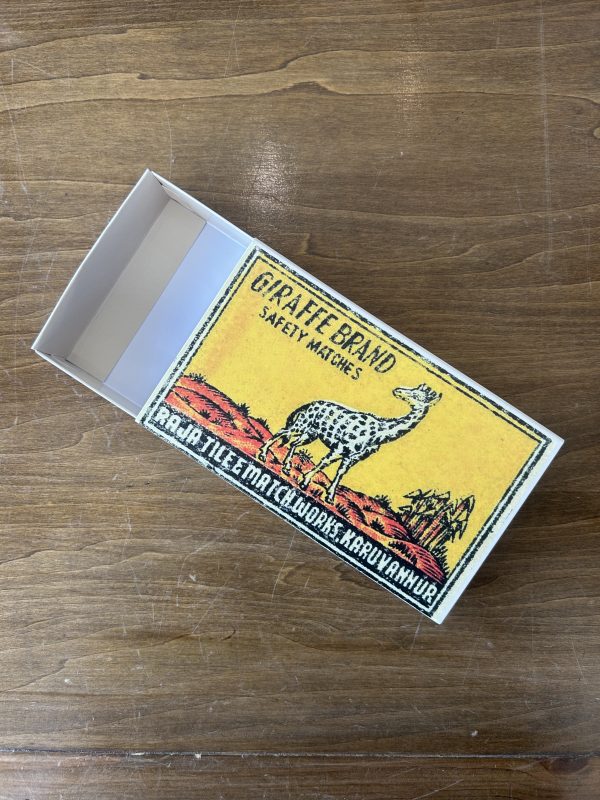 GIRAFFE BRAND
SAFETY MATCHES
RAJA.TILE & MATCH.WORKS.KARUVANNUR